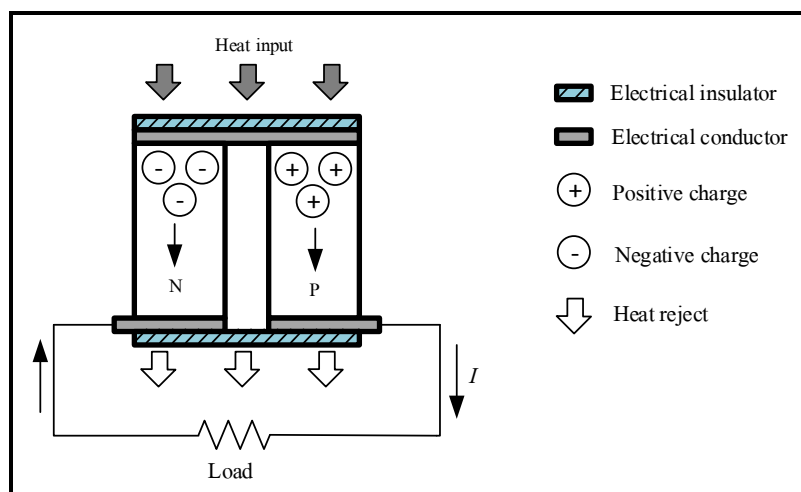 Heat input
Electrical insulator
Electrical conductor
- - + +
- +
Positive charge
+
N P
Negative charge
-
Heat reject
I
Load